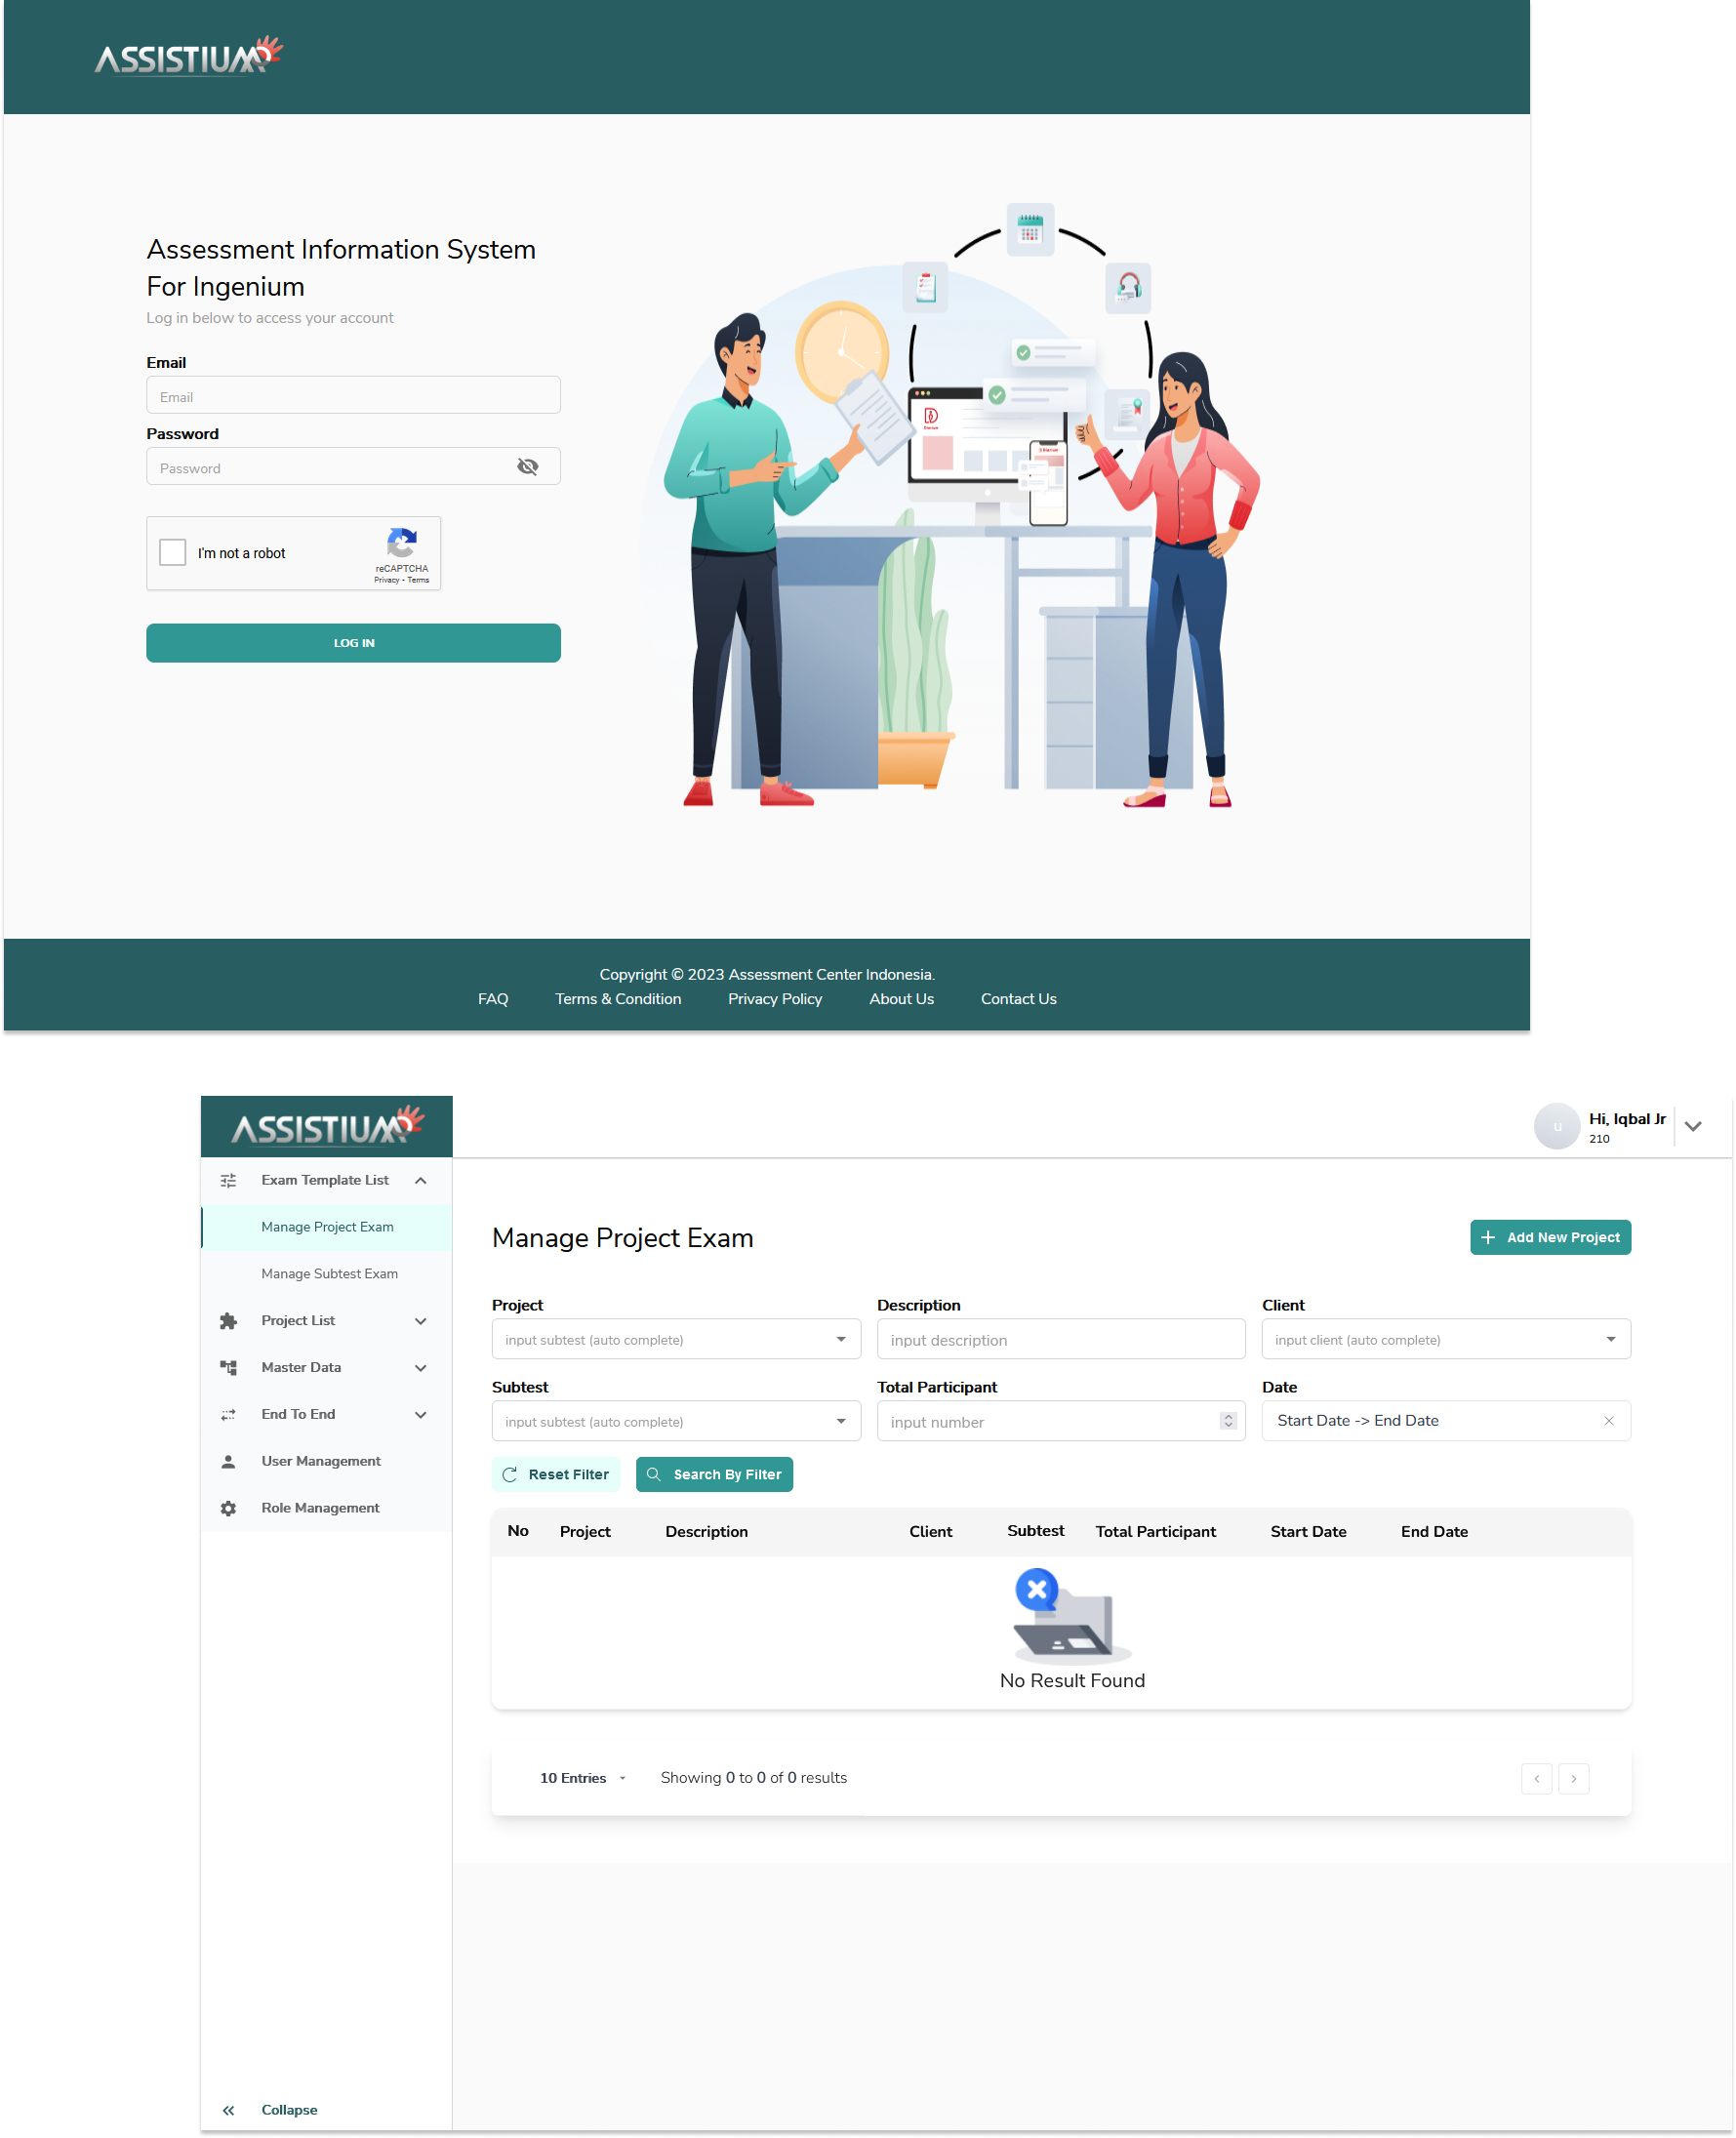 ASSISTIUM
Assessment Information System
For Ingenium
Log in below to access your account
Email
Email
Password
Password
I'm not a robot
reCAPTCHA
Privacy - Terms
LOG IN
Copyright © 2023 Assessment Center Indonesia.
FAQ Terms & Condition Privacy Policy About Us Contact Us
ASSISTIUM
u
Hi, Iqbal Jr
210
Exam Template List
Manage Project Exam
Manage Subtest Exam
Project List
Master Data
End To End
User Management
Role Management
Collapse
Manage Project Exam
Add New Project
Project Description Client
input subtest (auto complete) input description input client (auto complete)
Subtest Total Participant Date
input subtest (auto complete) input number Start Date -> End Date
Reset Filter Search By Filter
No Project Description Client Subtest Total Participant Start Date End Date
No Result Found
10 Entries Showing 0 to 0 of 0 results